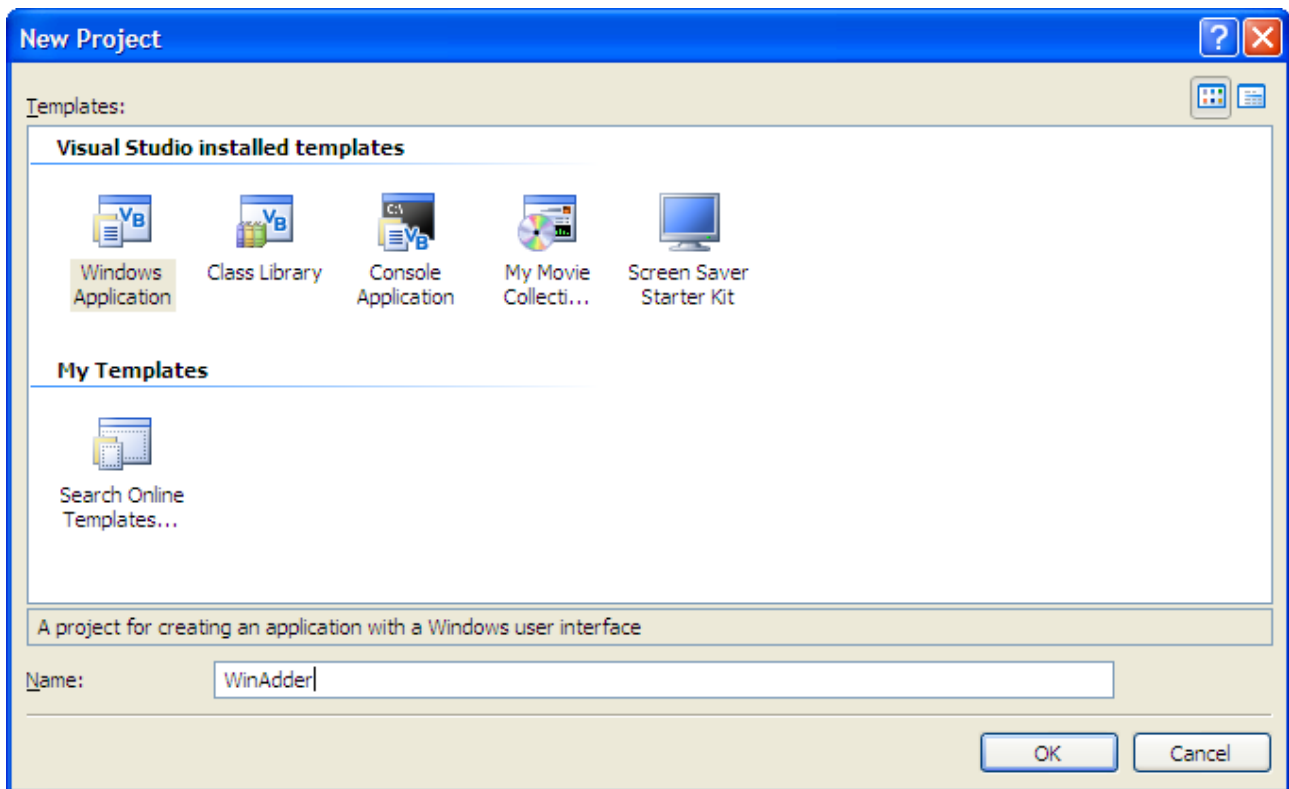 New Project
Templates:
Visual Studio installed templates
Windows Application
Class Library
Console Application
My Movie Collecti...
Screen Saver Starter Kit
My Templates
Search Online Templates...
A project for creating an application with a Windows user interface
Name:
WinAdder
OK
Cancel